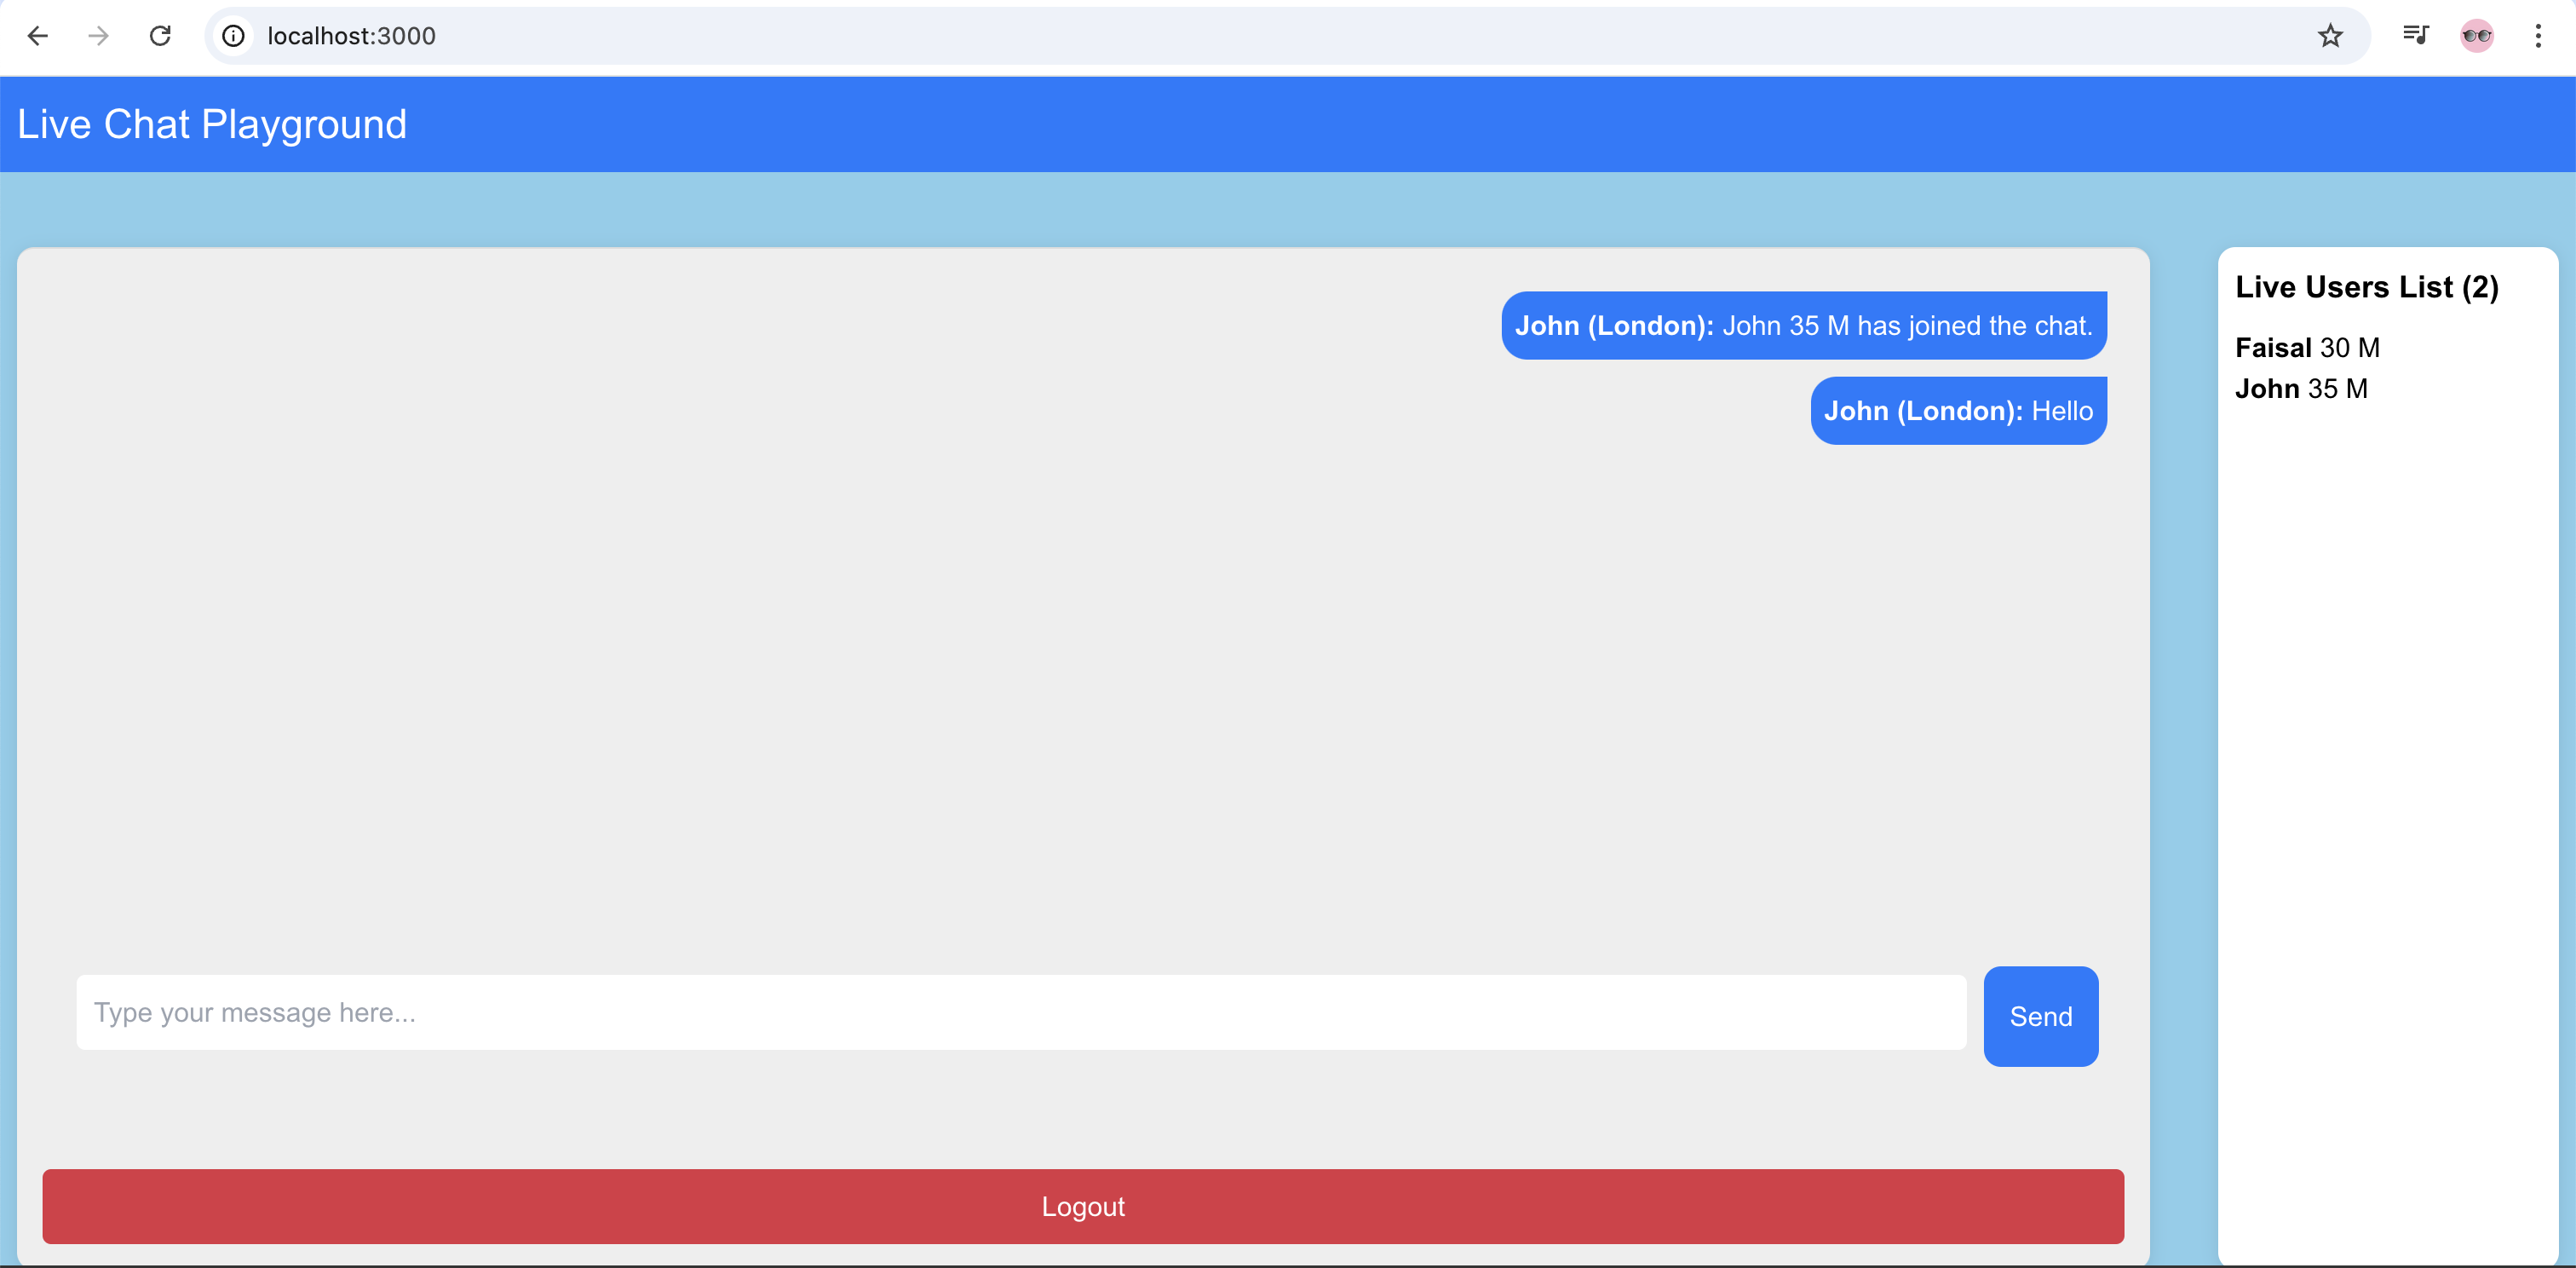 localhost:3000
Live Chat Playground
John (London): John 35 M has joined the chat.
John (London): Hello
Type your message here...
Send
Logout
Live Users List (2)
Faisal 30 M
John 35 M